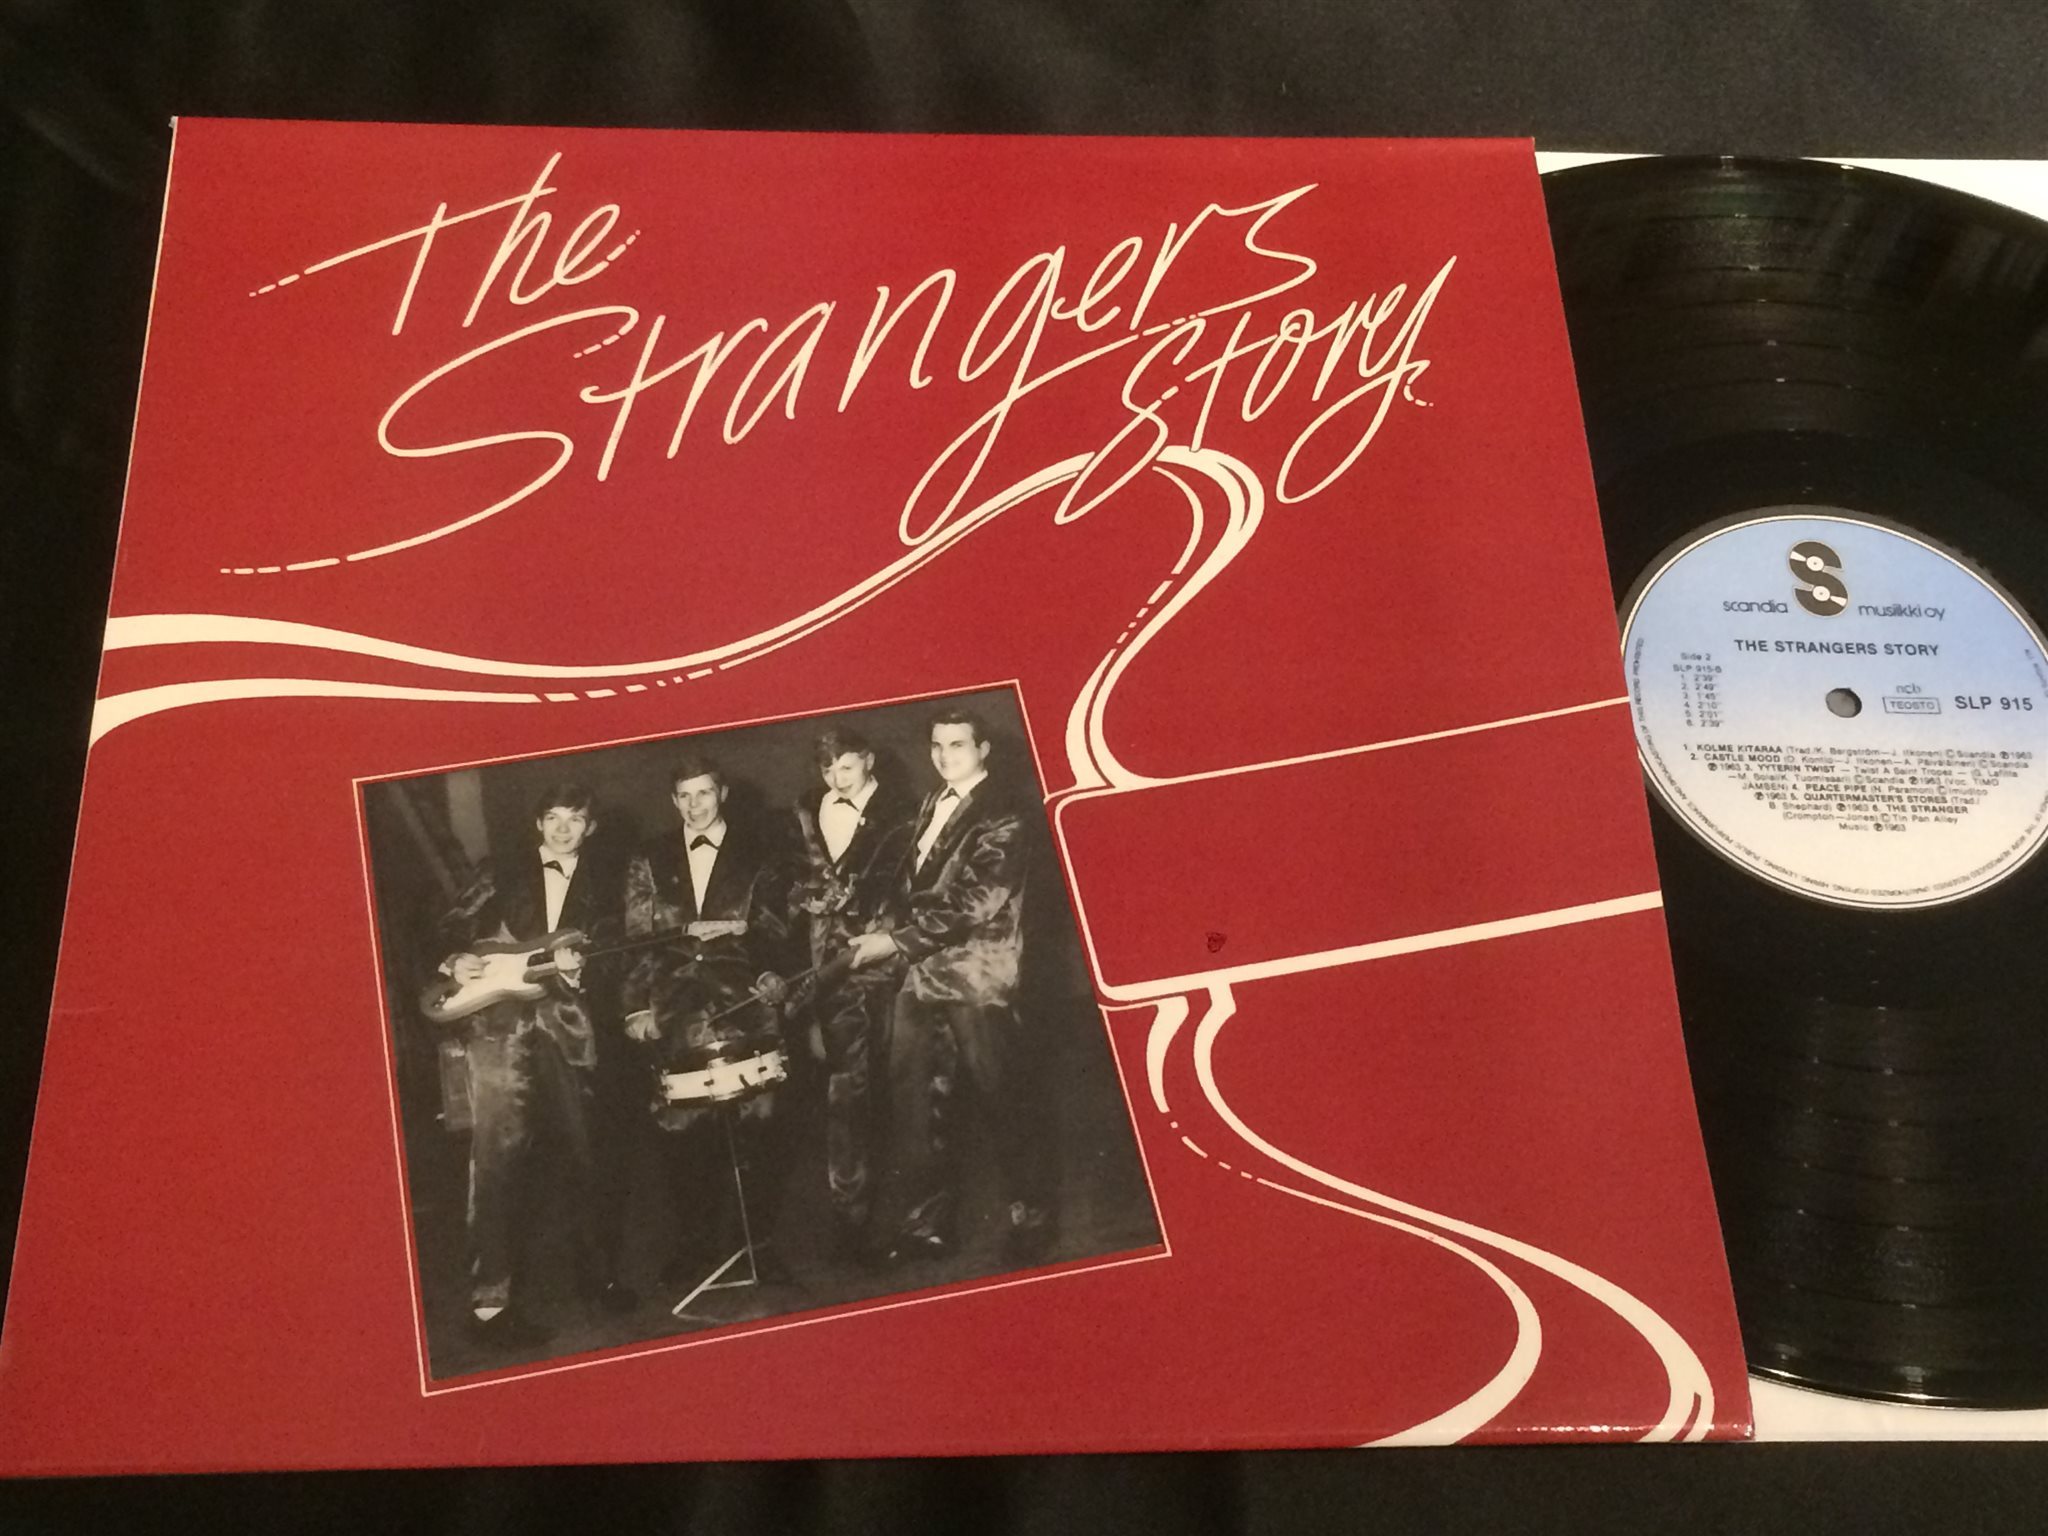 The
Strangers
Story
scandia musiikki oy
THE STRANGERS STORY
Side 2
SLP 915-B
1. 2'39"
2. 2'49"
3. 1'45"
4. 2'10"
5. 2'01"
6. 2'39"
ncb
TEOSTO
SLP 915
1. KOLME KITARAA (Trad./K. Bergström—J. Itkonen) Ⓒ Scandia Ⓟ 1963
2. CASTLE MOOD (O. Kontio—J. Itkonen—A. Päiväläinen) Ⓒ Scandia
Ⓟ 1963 3. YYTERIN TWIST — Twist A Saint Tropez — (G. Lafitte
—M. Solal/K. Tuomisaari) Ⓒ Scandia Ⓟ 1963 (Voc. TIMO
JÄMSEN) 4. PEACE PIPE (N. Paramor) Ⓒ Imudico
Ⓟ 1963 5. QUARTERMASTER'S STORES (Trad./
B. Shephard) Ⓟ 1963 6. THE STRANGER
(Crompton—Jones) Ⓒ Tin Pan Alley
Music Ⓟ 1963